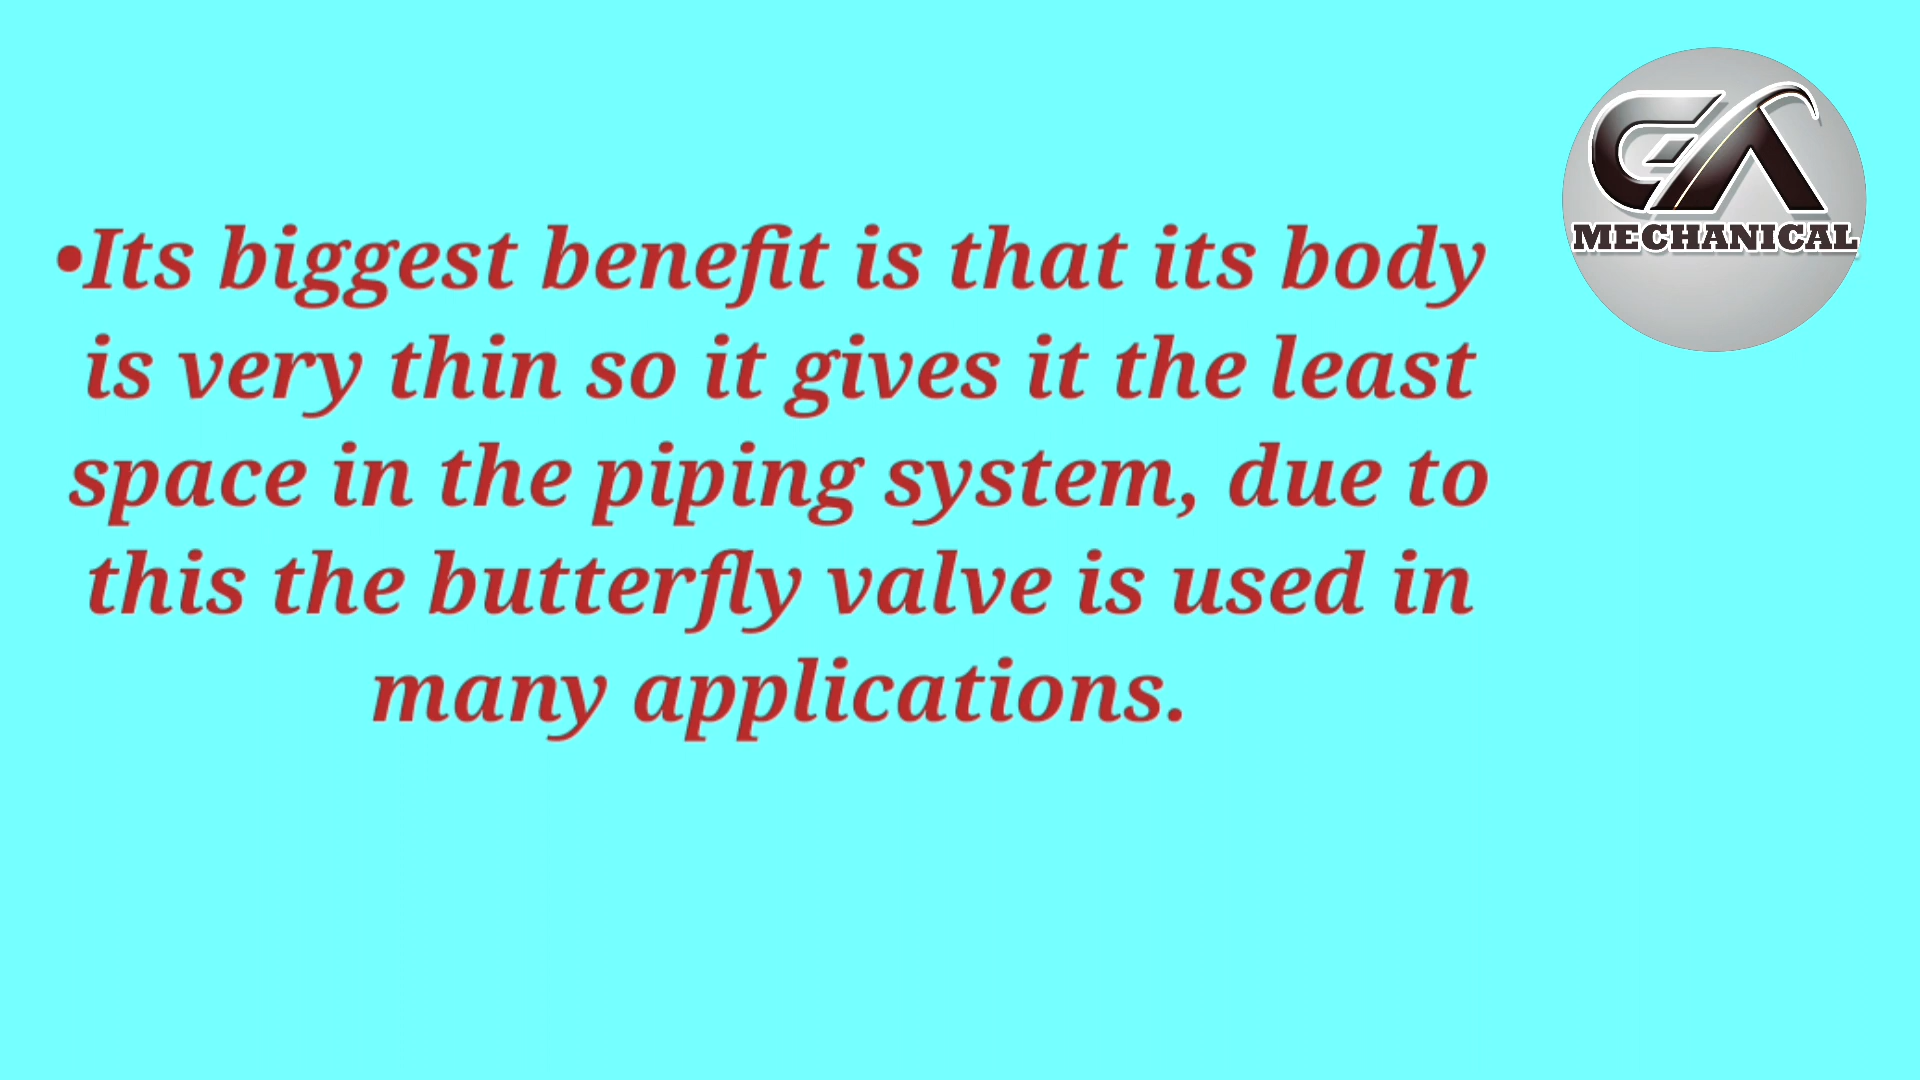 •Its biggest benefit is that its body
is very thin so it gives it the least
space in the piping system, due to
this the butterfly valve is used in
many applications.
GA
MECHANICAL